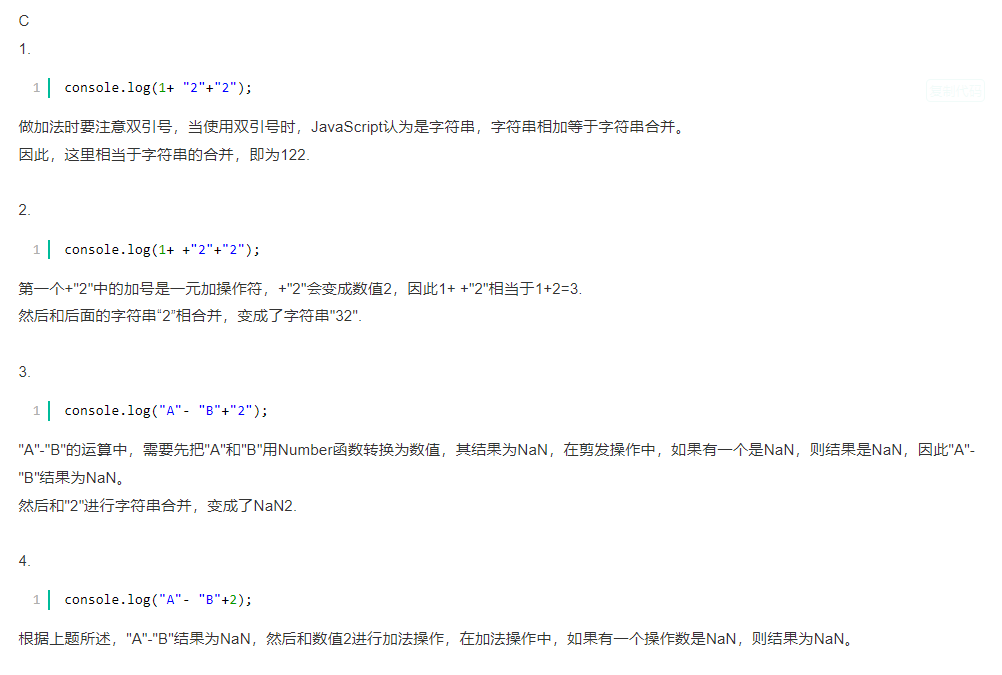 C
1.
1 console.log(1+ "2"+"2");
做加法时要注意双引号，当使用双引号时，JavaScript认为是字符串，字符串相加等于字符串合并。
因此，这里相当于字符串的合并，即为122.
2.
1 console.log(1+ +"2"+"2");
第一个+"2"中的加号是一元加操作符，+"2"会变成数值2，因此1+ +"2"相当于1+2=3.
然后和后面的字符串“2”相合并，变成了字符串"32".
3.
1 console.log("A"- "B"+"2");
"A"-"B"的运算中，需要先把"A"和"B"用Number函数转换为数值，其结果为NaN，在剪发操作中，如果有一个是NaN，则结果是NaN，因此"A"-
"B"结果为NaN。
然后和"2"进行字符串合并，变成了NaN2.
4.
1 console.log("A"- "B"+2);
根据上题所述，"A"-"B"结果为NaN，然后和数值2进行加法操作，在加法操作中，如果有一个操作数是NaN，则结果为NaN。